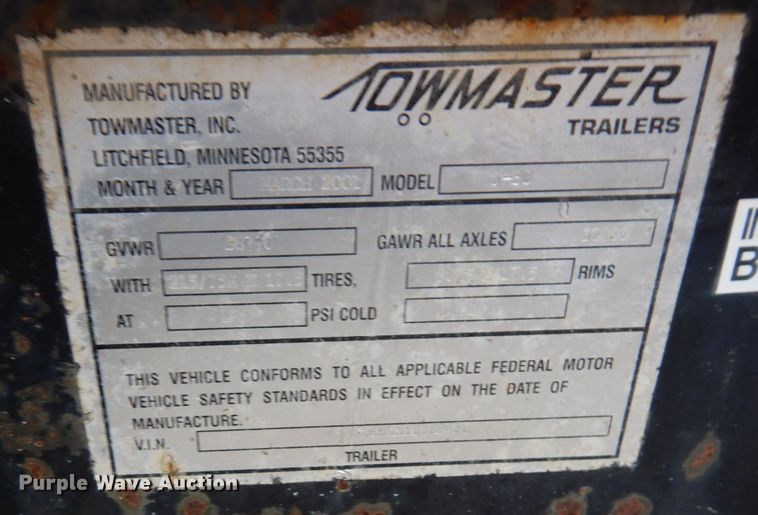 MANUFACTURED BY
TOWMASTER, INC.
LITCHFIELD, MINNESOTA 55355
TOWMASTER
TRAILERS
MONTH & YEAR MARCH 2001 MODEL
GVWR GAWR ALL AXLES
WITH TIRES, RIMS
AT PSI COLD
THIS VEHICLE CONFORMS TO ALL APPLICABLE FEDERAL MOTOR
VEHICLE SAFETY STANDARDS IN EFFECT ON THE DATE OF
MANUFACTURE.
V.I.N.
TRAILER
Purple Wave Auction